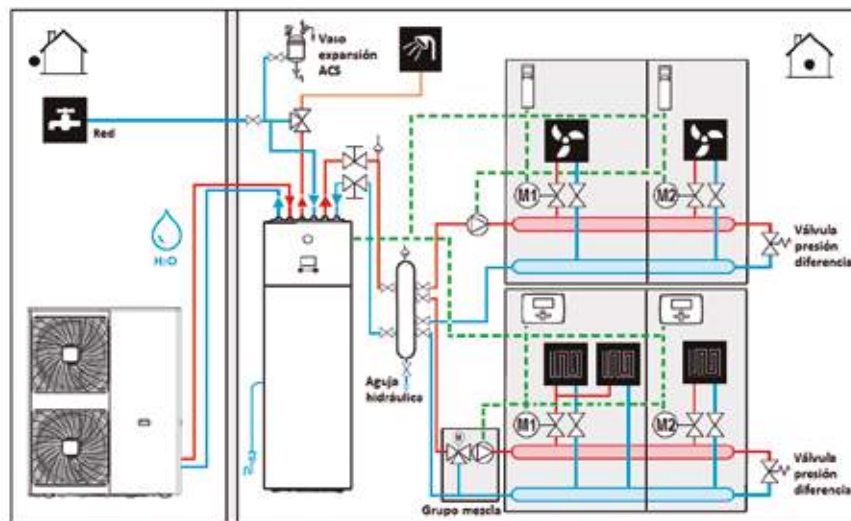 Vaso
expansión
ACS
Red
H2O
M1
M2
Válvula
presión
diferencia
Aguja
hidráulica
M1
M2
M
Grupo mezcla
Válvula
presión
diferencia